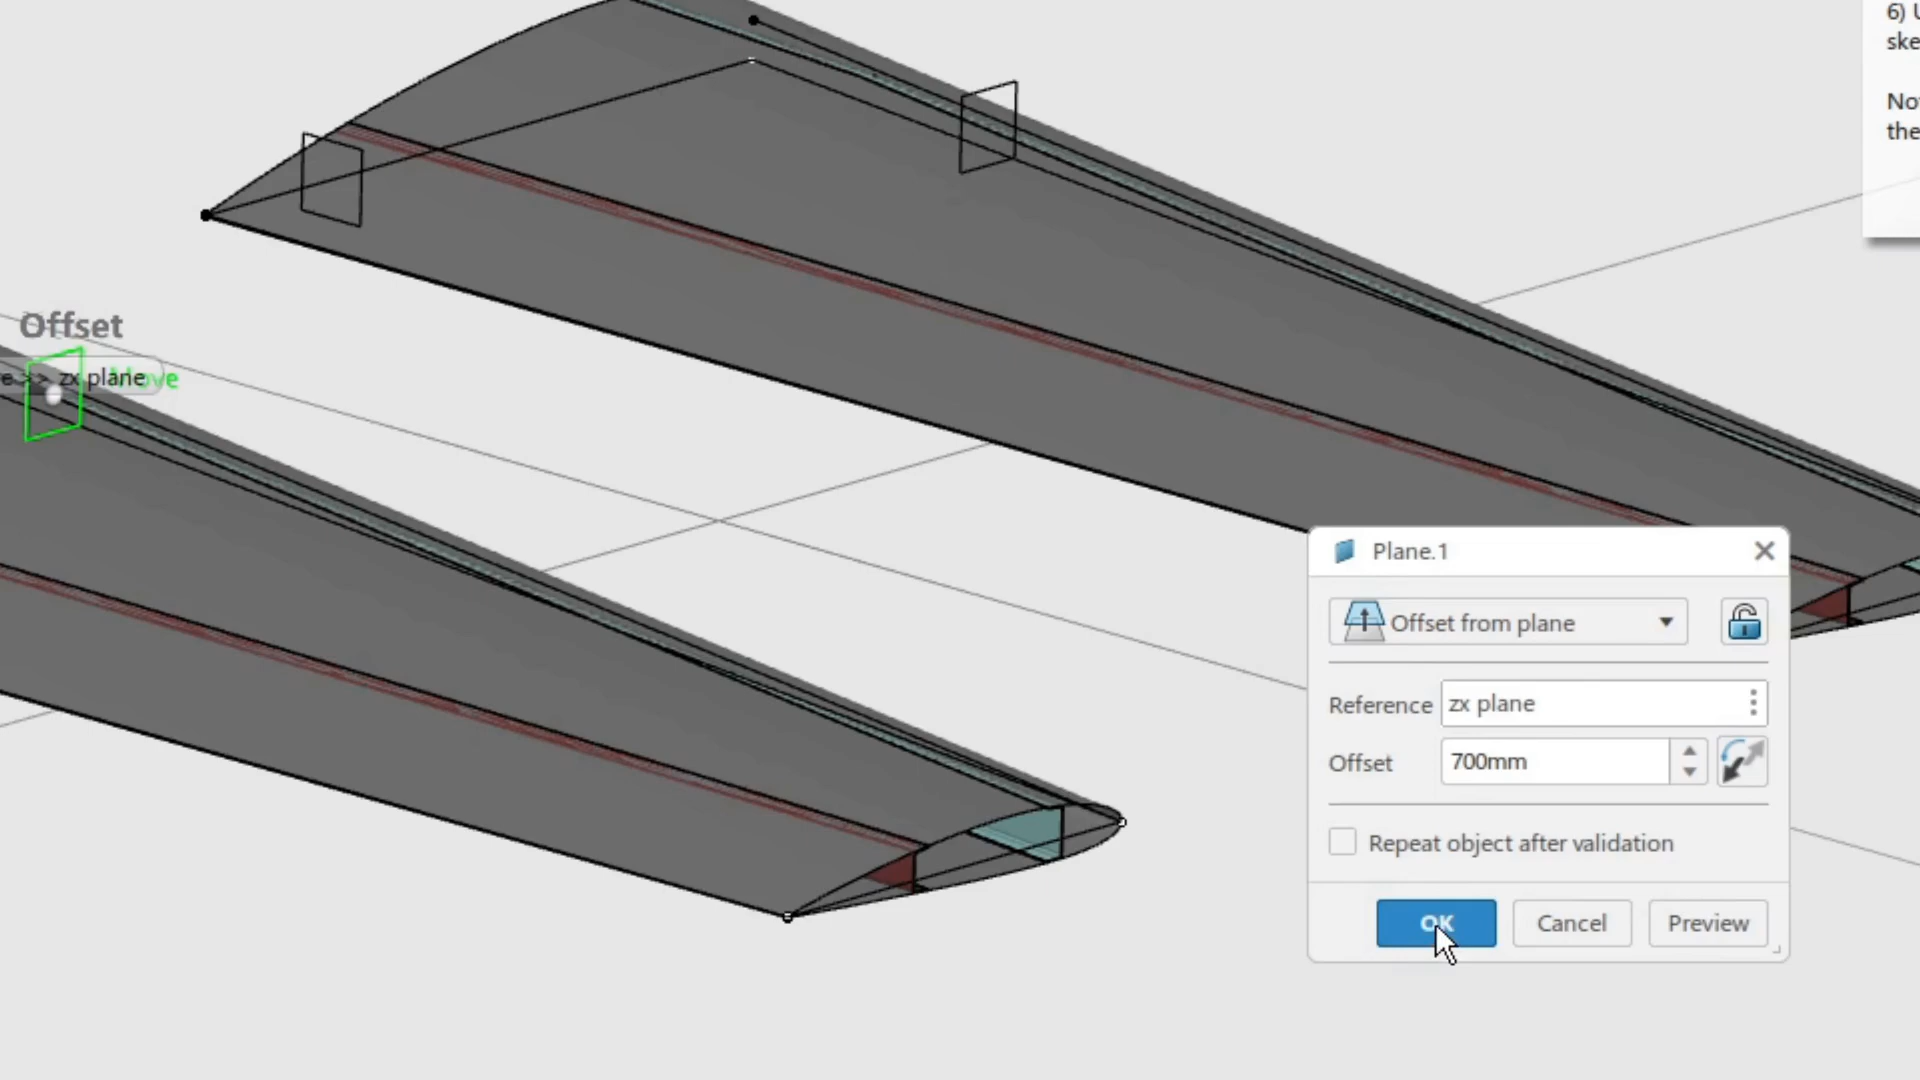 6) U
ske
No
the
Offset
e >> zx plane
Move
Plane.1
Offset from plane
Reference zx plane
Offset 700mm
Repeat object after validation
OK Cancel Preview